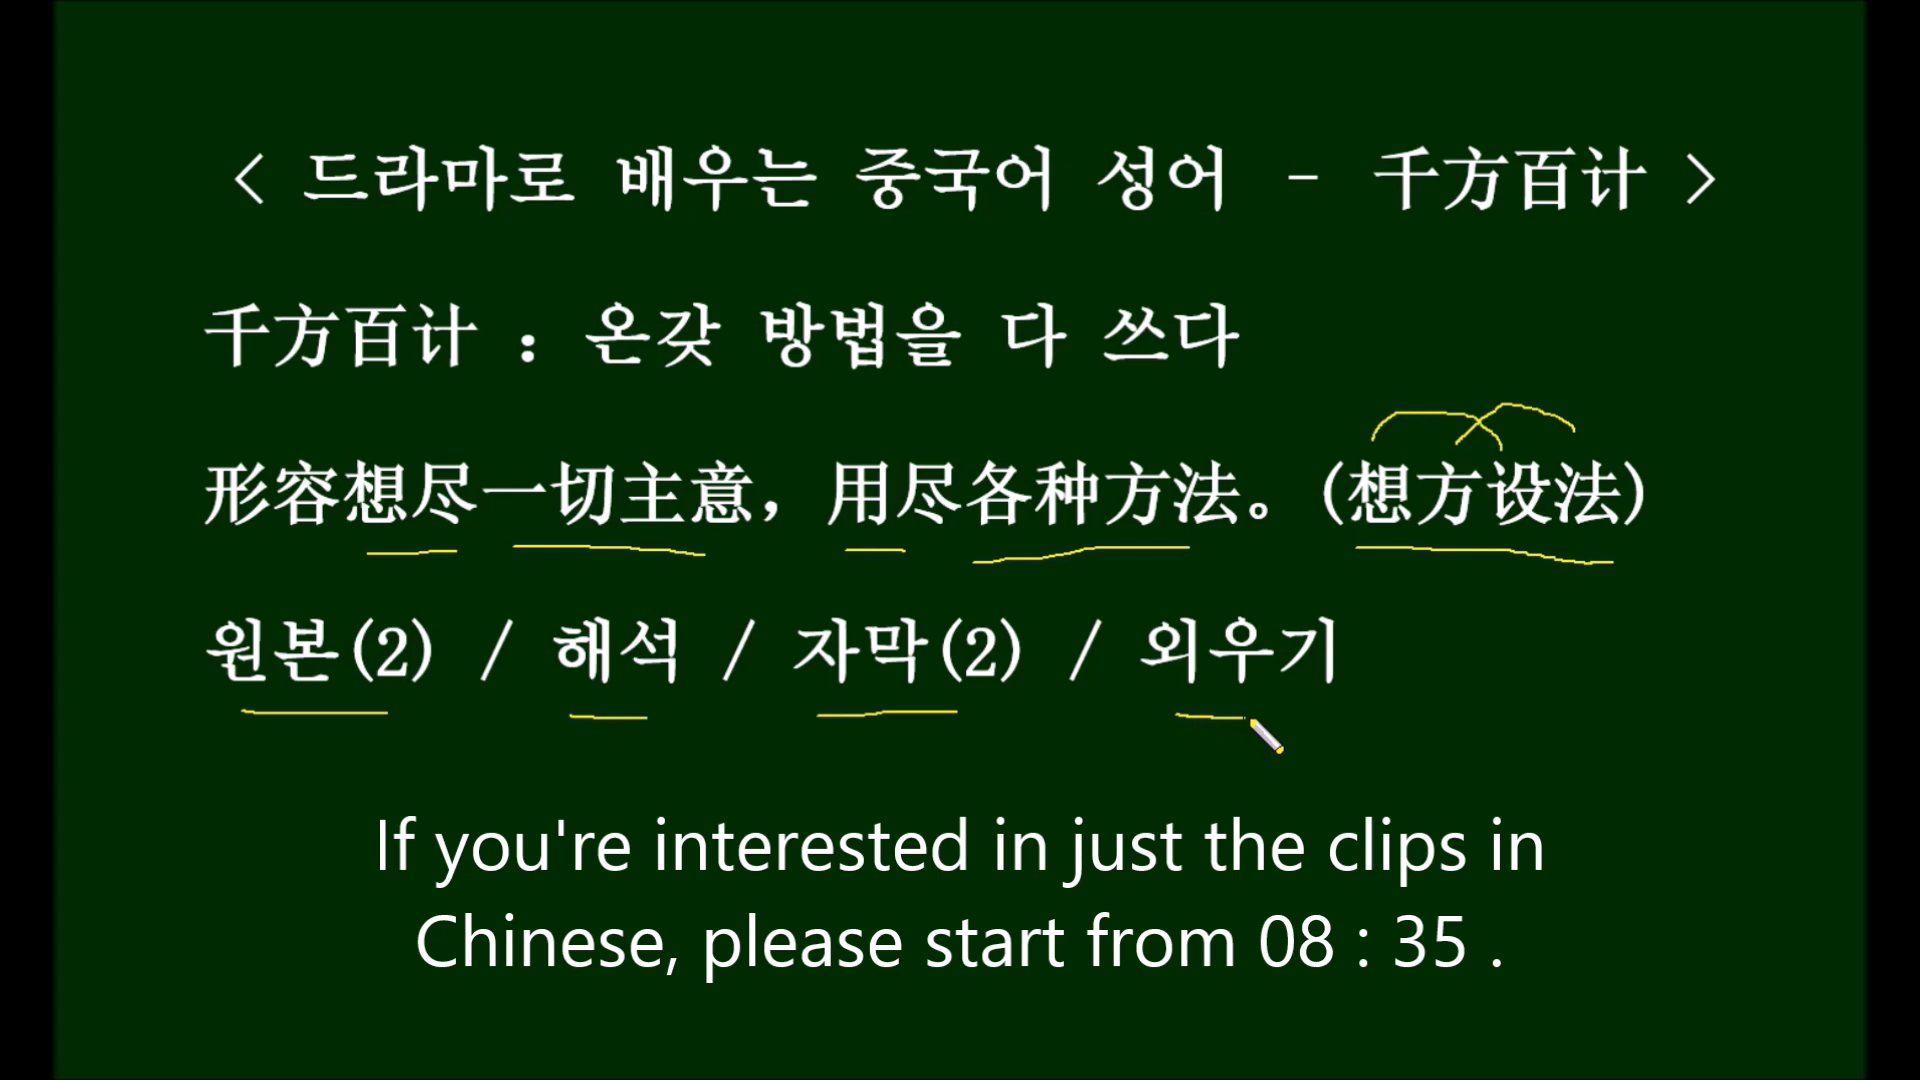 < 드라마로 배우는 중국어 성어 - 千方百计 >
千方百计 : 온갖 방법을 다 쓰다
形容想尽一切主意，用尽各种方法。(想方设法)
원본(2) / 해석 / 자막(2) / 외우기
If you're interested in just the clips in
Chinese, please start from 08 : 35 .